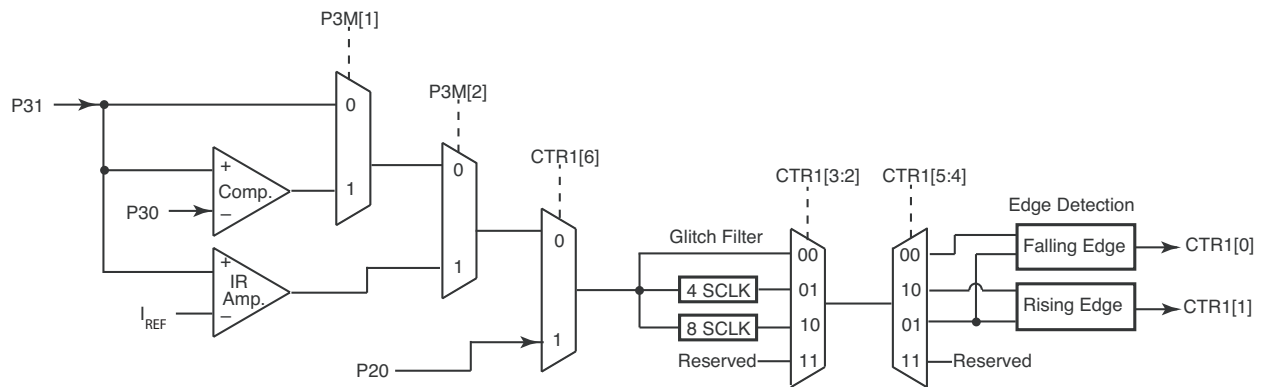 P3M[1]
P31
0
P3M[2]
+
Comp.
1
0
CTR1[6]
CTR1[3:2]
CTR1[5:4]
P30
–
Edge Detection
0
Glitch Filter
00
00
Falling Edge
CTR1[0]
+
IR
Amp.
1
4 SCLK
01
10
Rising Edge
CTR1[1]
IREF
–
8 SCLK
10
01
1
P20
Reserved
11
11
Reserved